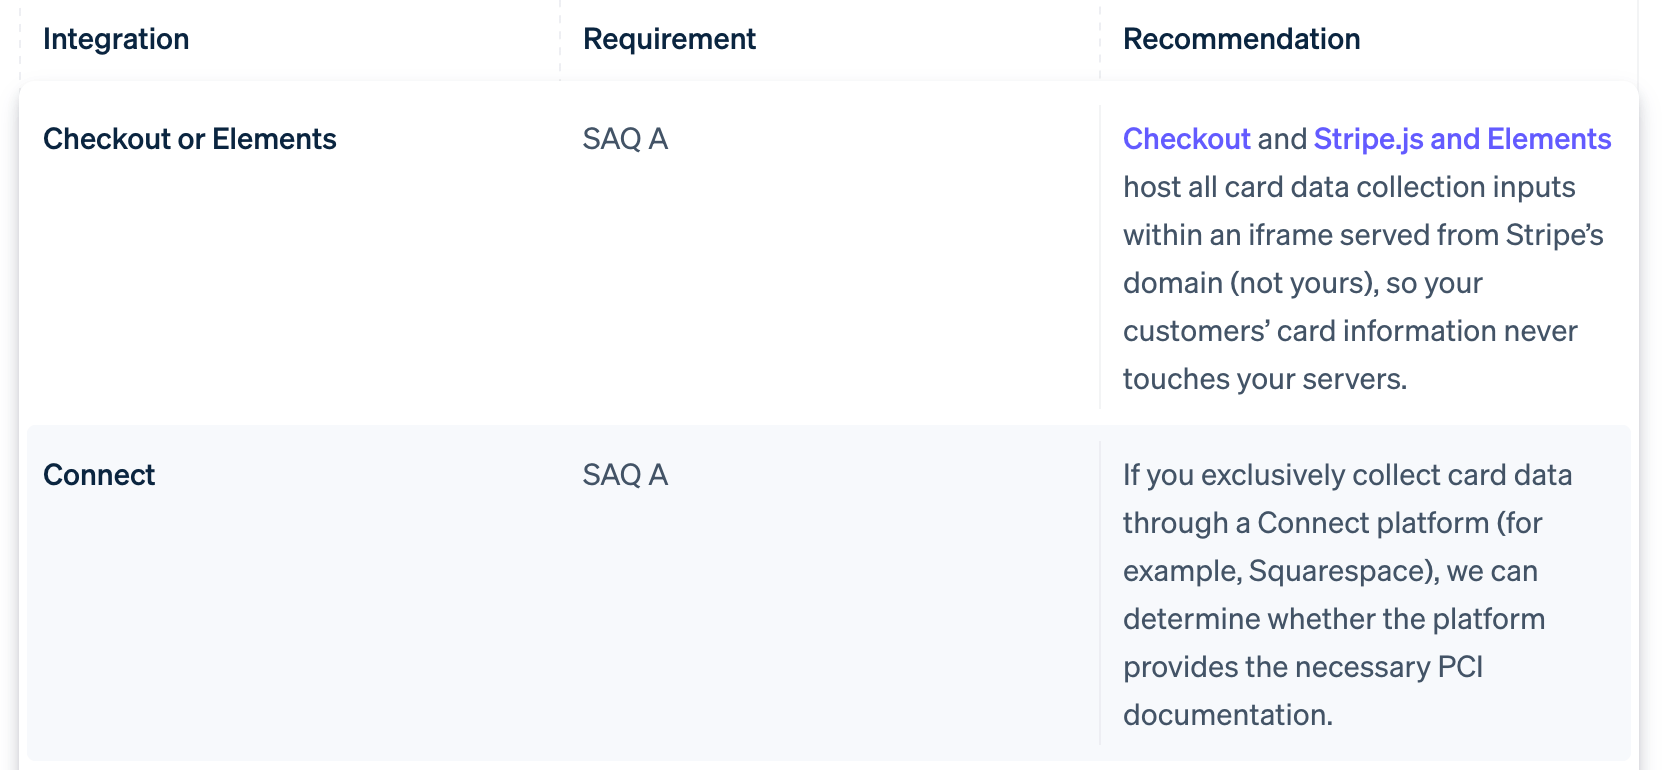 Integration
Requirement
Recommendation
Checkout or Elements
SAQ A
Checkout and Stripe.js and Elements
host all card data collection inputs
within an iframe served from Stripe’s
domain (not yours), so your
customers’ card information never
touches your servers.
Connect
SAQ A
If you exclusively collect card data
through a Connect platform (for
example, Squarespace), we can
determine whether the platform
provides the necessary PCI
documentation.